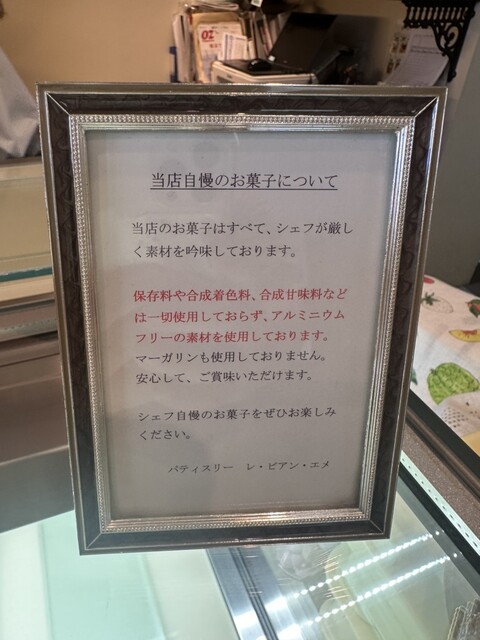 当店自慢のお菓子について
当店のお菓子はすべて、シェフが厳し
く素材を吟味しております。
保存料や合成着色料、合成甘味料など
は一切使用しておらず、アルミニウム
フリーの素材を使用しております。
マーガリンも使用しておりません。
安心して、ご賞味いただけます。
シェフ自慢のお菓子をぜひお楽しみ
ください。
パティスリー　レ・ビアン・エメ